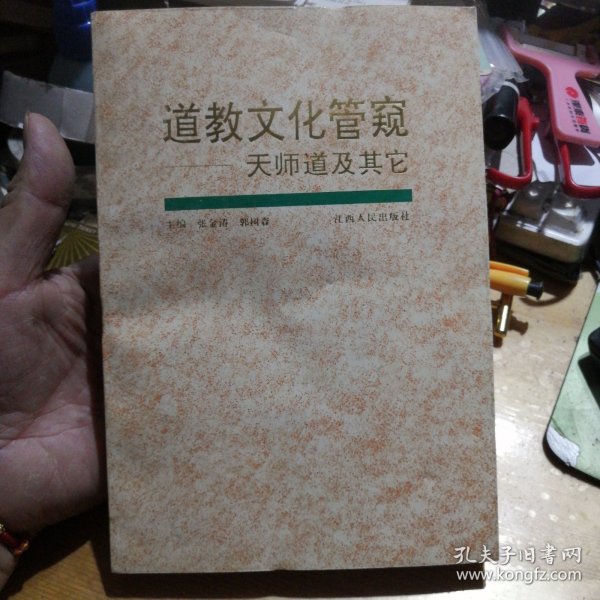 道教文化管窥
——天师道及其它
主编 张金涛 郭树森 江西人民出版社
孔夫子旧书网
www.kongfz.com